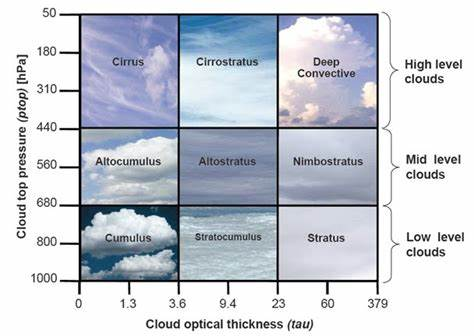 50
180
310
440
560
680
800
1000
Cloud top pressure (ptop) [hPa]
Cirrus
Cirrostratus
Deep
Convective
High level
clouds
Altocumulus
Altostratus
Nimbostratus
Mid level
clouds
Cumulus
Stratocumulus
Stratus
Low level
clouds
0
1.3
3.6
9.4
23
60
379
Cloud optical thickness (tau)